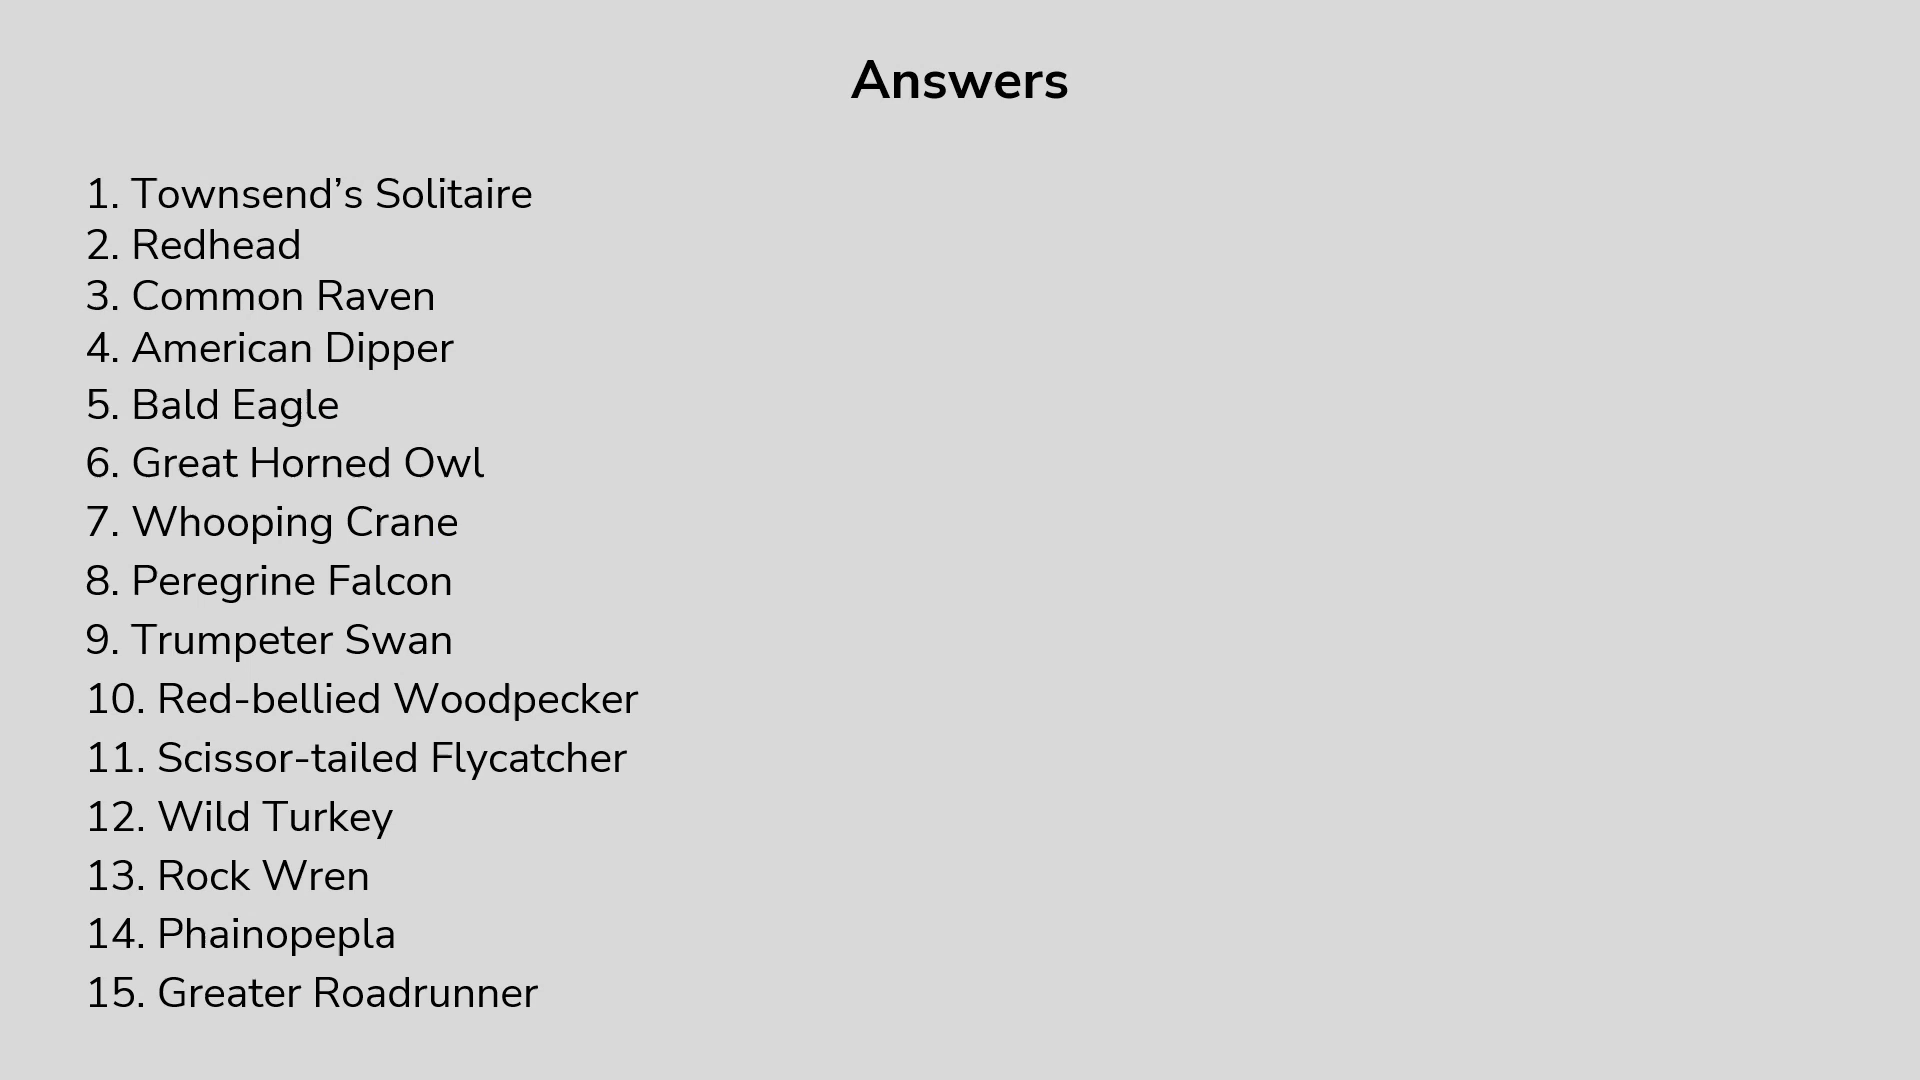 Answers
1. Townsend’s Solitaire
2. Redhead
3. Common Raven
4. American Dipper
5. Bald Eagle
6. Great Horned Owl
7. Whooping Crane
8. Peregrine Falcon
9. Trumpeter Swan
10. Red-bellied Woodpecker
11. Scissor-tailed Flycatcher
12. Wild Turkey
13. Rock Wren
14. Phainopepla
15. Greater Roadrunner